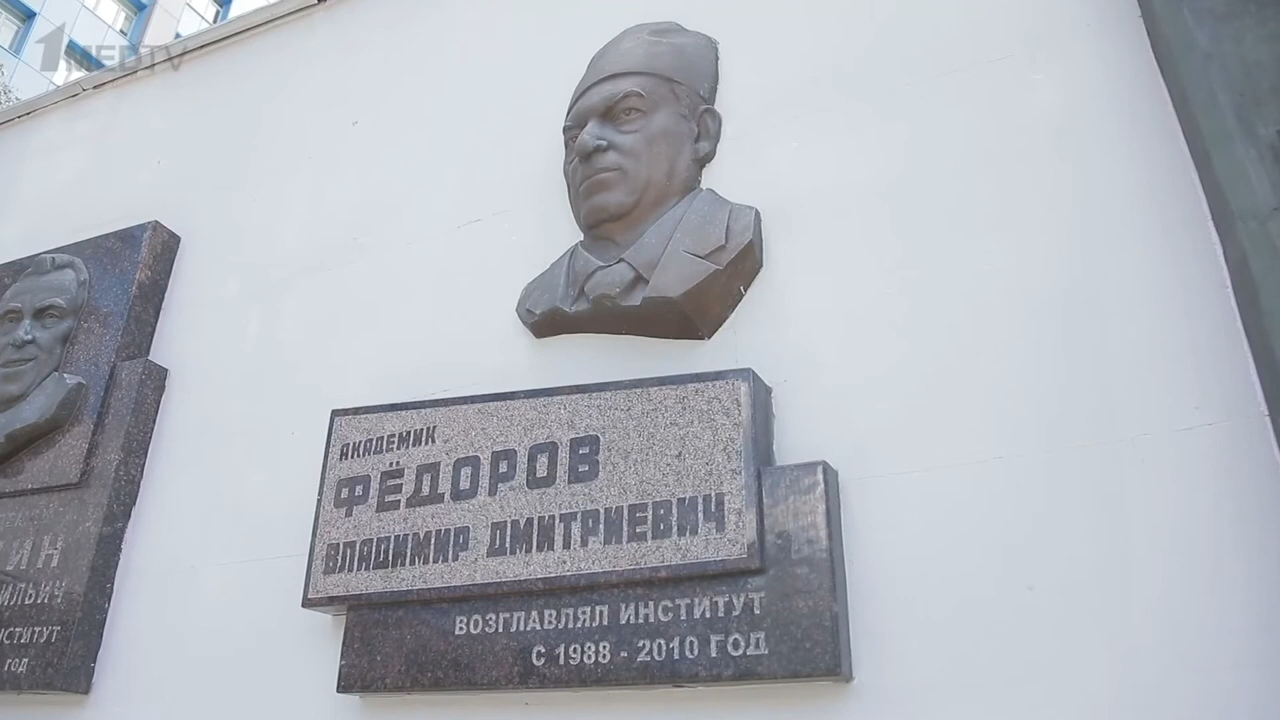 1MEDTV
ИН
ИЛЬИЧ
ИНСТИТУТ
ГОД
АКАДЕМИК
ФЁДОРОВ
ВЛАДИМИР ДМИТРИЕВИЧ
ВОЗГЛАВЛЯЛ ИНСТИТУТ
С 1988 - 2010 ГОД